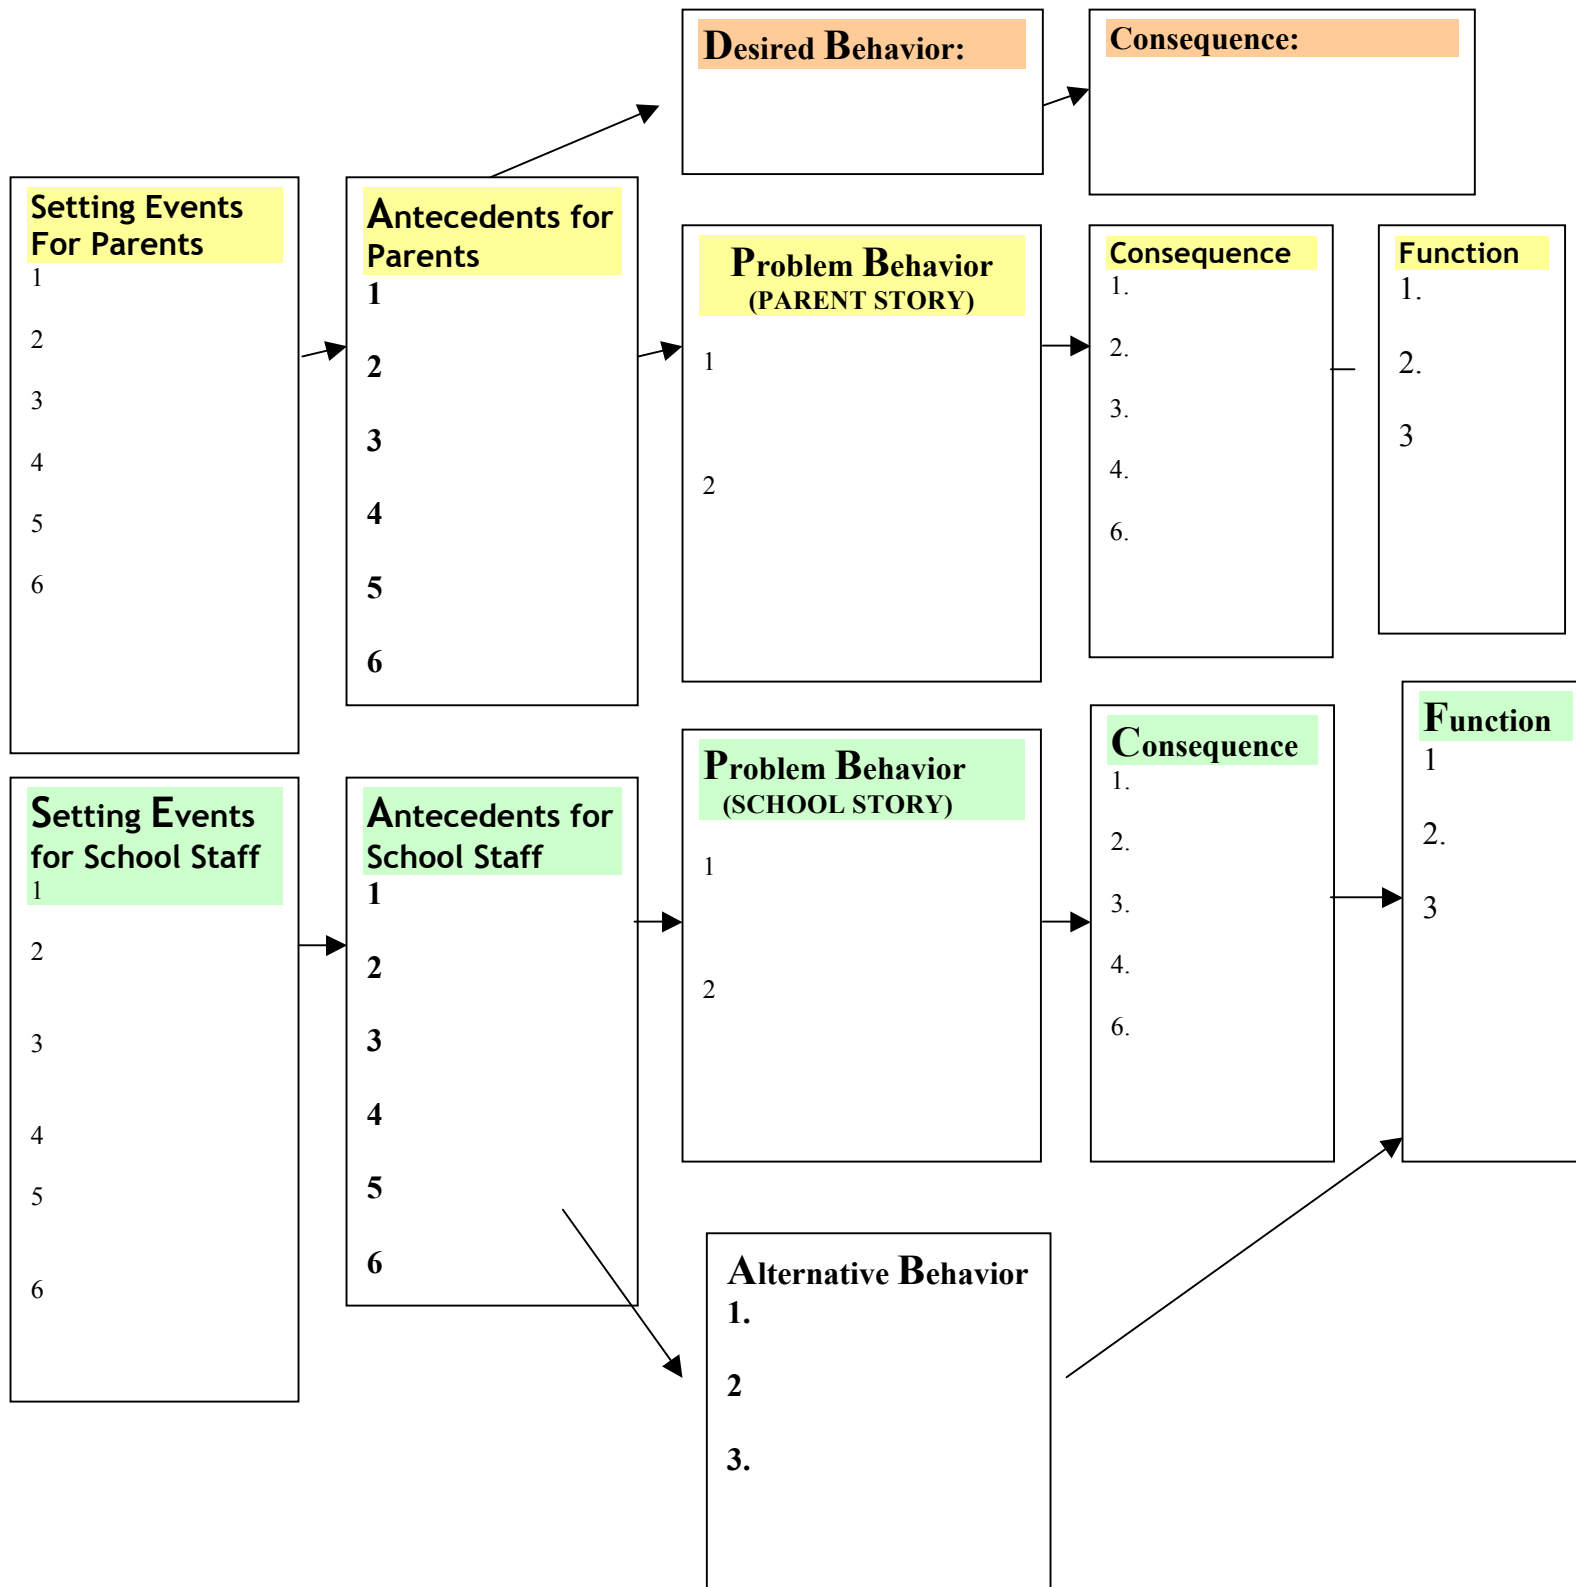 Desired Behavior:
Consequence:
Setting Events
For Parents
1
2
3
4
5
6
Antecedents for
Parents
1
2
3
4
5
6
Problem Behavior
(PARENT STORY)
1
2
Consequence
1.
2.
3.
4.
6.
Function
1.
2.
3
Setting Events
for School Staff
1
2
3
4
5
6
Antecedents for
School Staff
1
2
3
4
5
6
Problem Behavior
(SCHOOL STORY)
1
2
Consequence
1.
2.
3.
4.
6.
Function
1
2.
3
Alternative Behavior
1.
2
3.